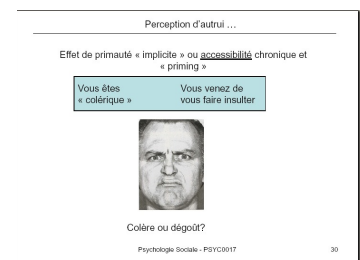 Perception d'autrui …
Effet de primauté « implicite » ou accessibilité chronique et
« priming »
Vous êtes
« colérique »
Vous venez de
vous faire insulter
Colère ou dégoût?
Psychologie Sociale - PSYC0017
30